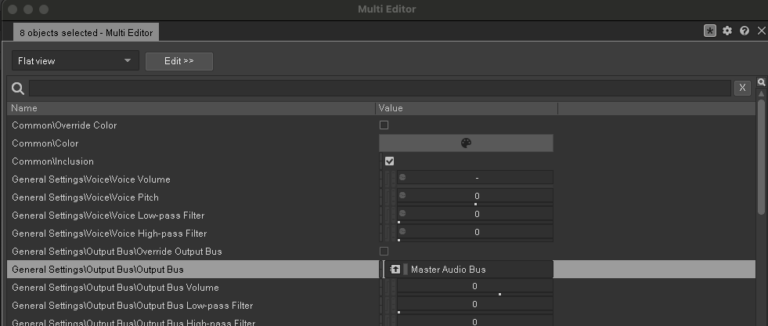 Multi Editor
8 objects selected - Multi Editor
Flat view Edit >>
X
Name Value
Common\Override Color
Common\Color
Common\Inclusion
General Settings\Voice\Voice Volume -
General Settings\Voice\Voice Pitch 0
General Settings\Voice\Voice Low-pass Filter 0
General Settings\Voice\Voice High-pass Filter 0
General Settings\Output Bus\Override Output Bus
General Settings\Output Bus\Output Bus Master Audio Bus
General Settings\Output Bus\Output Bus Volume 0
General Settings\Output Bus\Output Bus Low-pass Filter 0
General Settings\Output Bus\Output Bus High-pass Filter 0